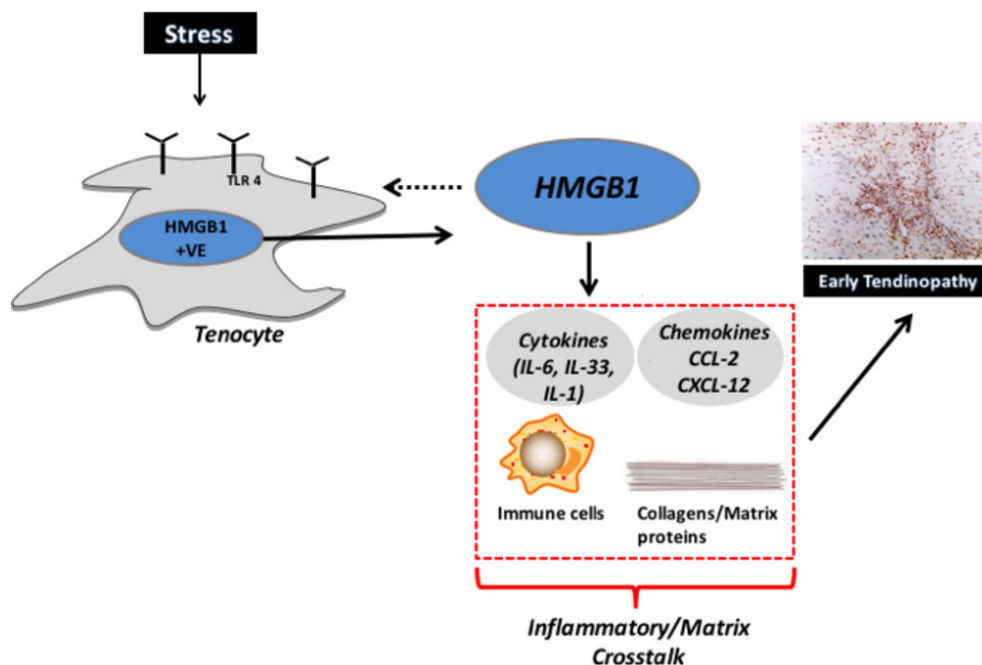 Stress
TLR 4
HMGB1
+VE
Tenocyte
HMGB1
Cytokines
(IL-6, IL-33,
IL-1)
Chemokines
CCL-2
CXCL-12
Immune cells
Collagens/Matrix
proteins
Inflammatory/Matrix
Crosstalk
Early Tendinopathy